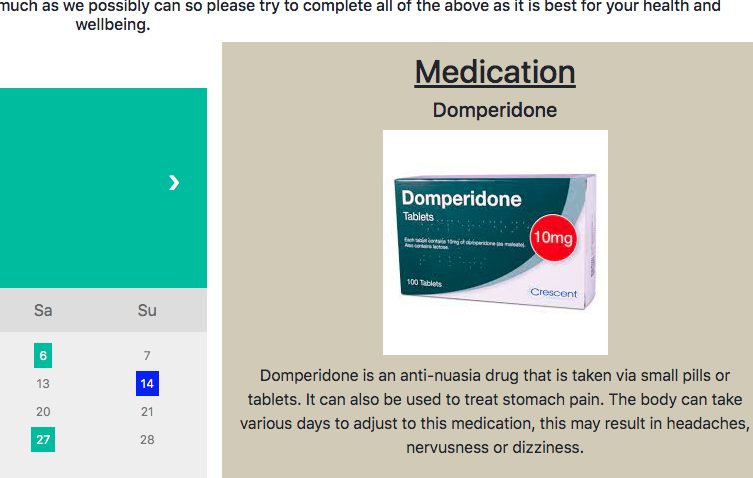 much as we possibly can so please try to complete all of the above as it is best for your health and
wellbeing.
Medication
Domperidone
Domperidone
Tablets
Each tablet contains 10mg of domperidone (as maleate).
Also contains lactose.
10mg
100 Tablets
Crescent
›
Sa Su
6 7
13 14
20 21
27 28
Domperidone is an anti-nuasia drug that is taken via small pills or
tablets. It can also be used to treat stomach pain. The body can take
various days to adjust to this medication, this may result in headaches,
nervusness or dizziness.